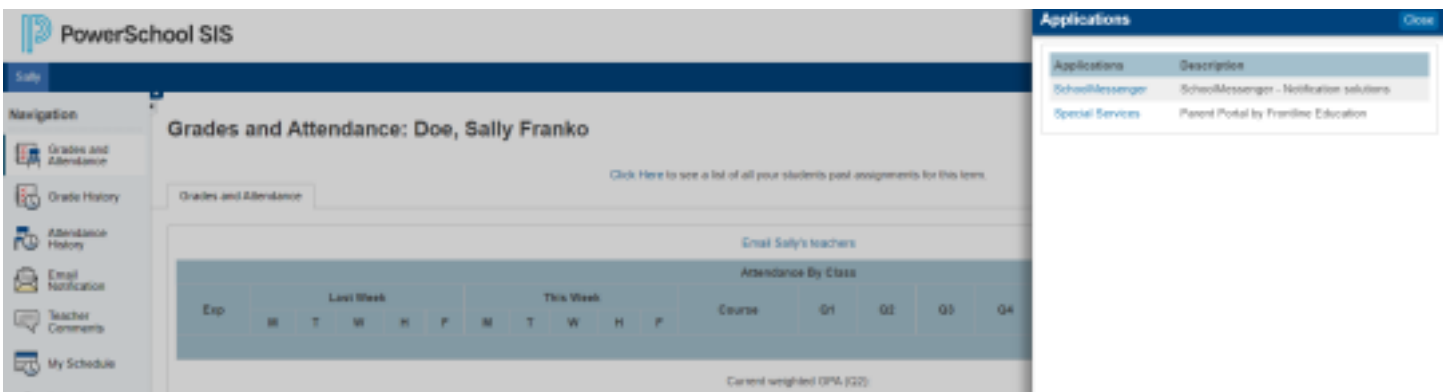 PowerSchool SIS
Sally
Navigation
Grades and
Attendance
Grade History
Attendance
History
Email
Notification
Teacher
Comments
My Schedule
Grades and Attendance: Doe, Sally Franko
Click Here to see a list of all your students past assignments for this term.
Grades and Attendance
Email Sally's teachers
Attendance By Class
Exp Last Week This Week Course Q1 Q2 Q3 Q4
M T W H F M T W H F
Current weighted GPA (Q2):
Applications Close
Applications Description
SchoolMessenger SchoolMessenger - Notification solutions
Special Services Parent Portal by Frontline Education